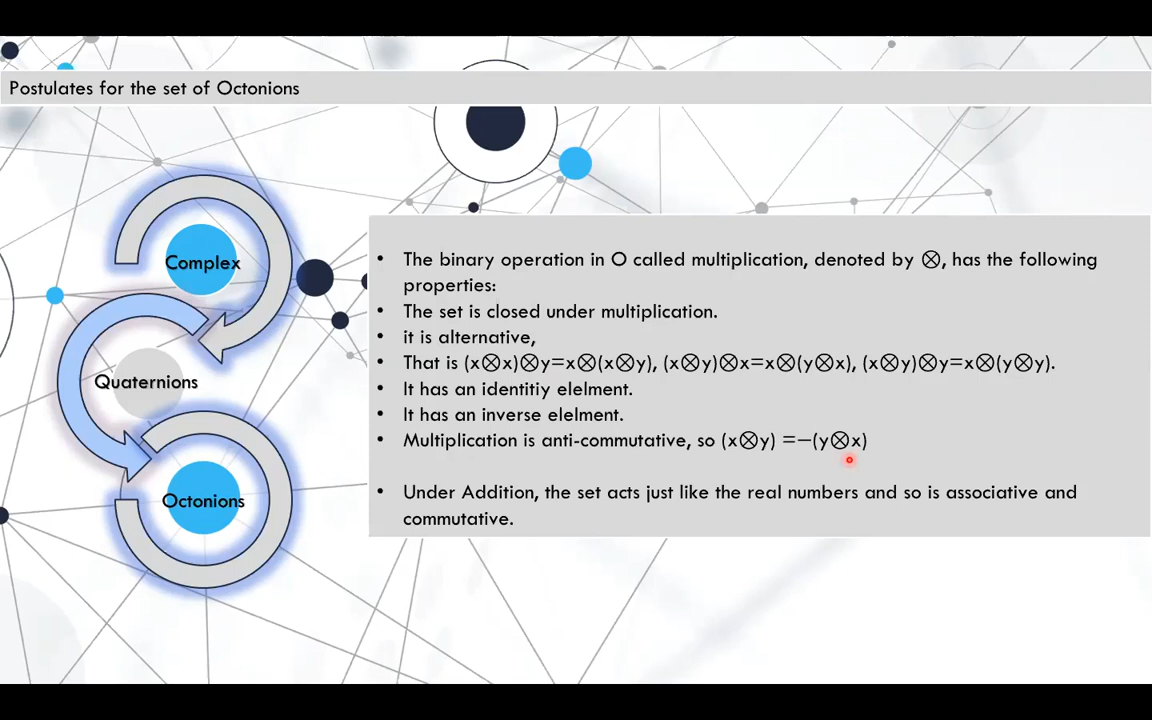 Postulates for the set of Octonions
Complex
Quaternions
Octonions
• The binary operation in O called multiplication, denoted by ⊗, has the following
properties:
• The set is closed under multiplication.
• it is alternative,
• That is (x⊗x)⊗y=x⊗(x⊗y), (x⊗y)⊗x=x⊗(y⊗x), (x⊗y)⊗y=x⊗(y⊗y).
• It has an identitiy elelment.
• It has an inverse elelment.
• Multiplication is anti-commutative, so (x⊗y) =−(y⊗x)
• Under Addition, the set acts just like the real numbers and so is associative and
commutative.